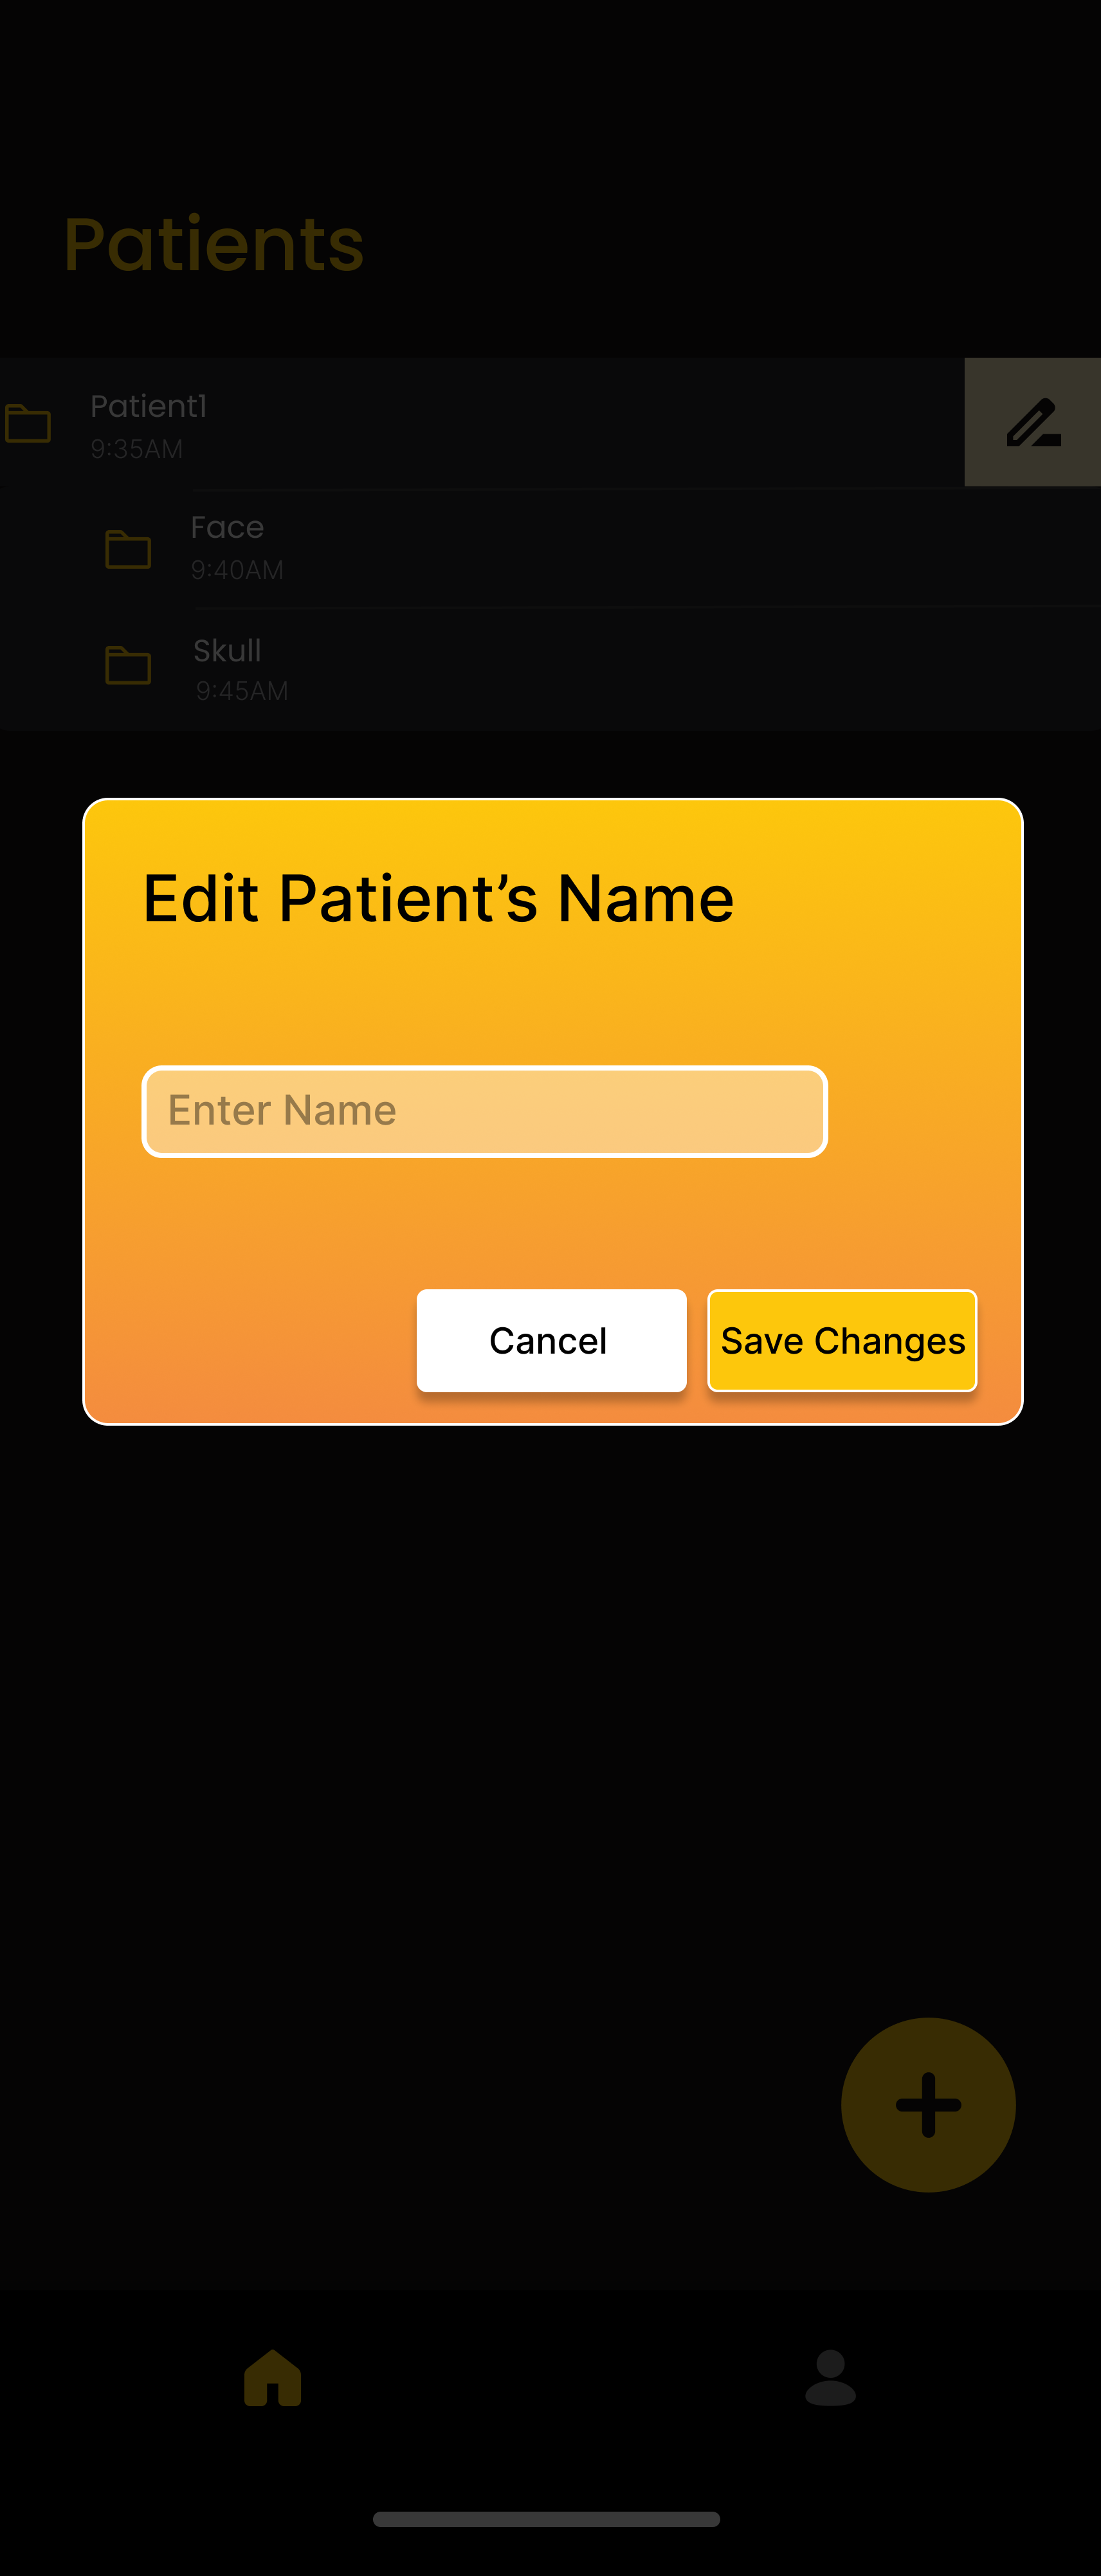 Patients
Patient1
9:35AM
Face
9:40AM
Skull
9:45AM
Edit Patient’s Name
Enter Name
Cancel
Save Changes